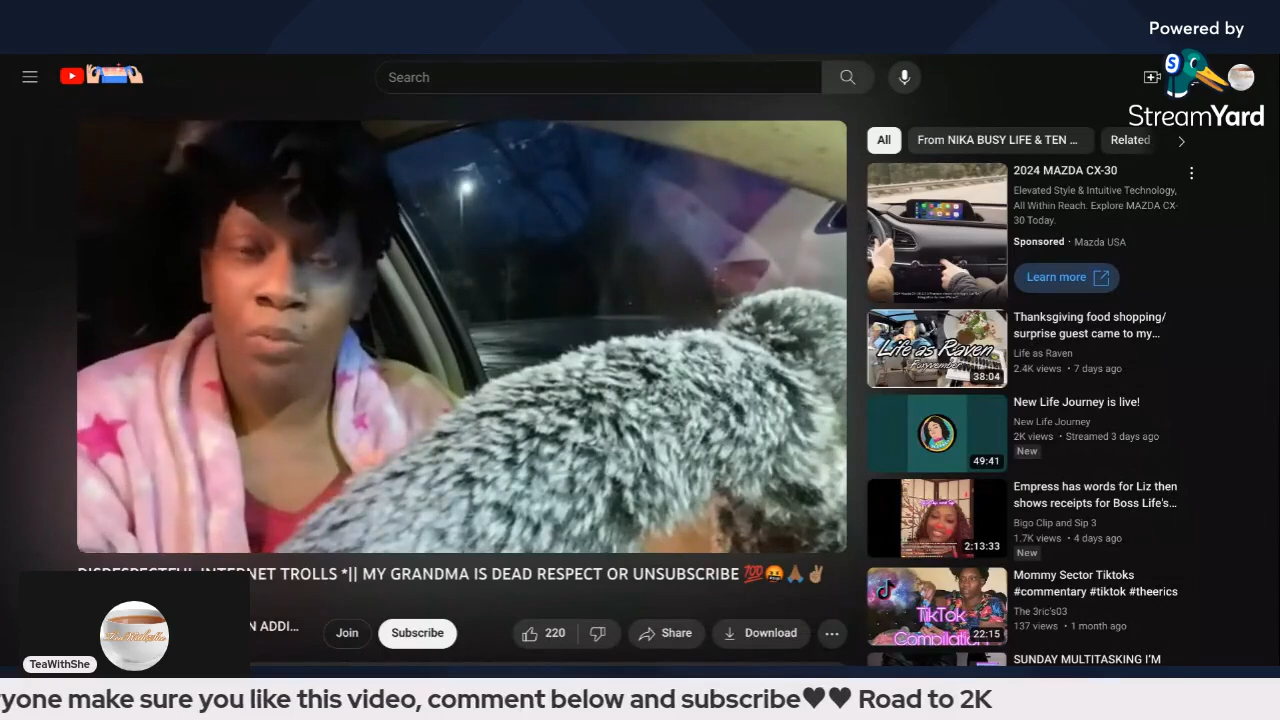 Powered by
StreamYard
Search
All
From NIKA BUSY LIFE & TEN ...
Related
2024 MAZDA CX-30
Elevated Style & Intuitive Technology,
All Within Reach. Explore MAZDA CX-
30 Today.
Sponsored · Mazda USA
Learn more
Life as Raven
38:04
Thanksgiving food shopping/
surprise guest came to my...
Life as Raven
2.4K views · 7 days ago
49:41
New Life Journey is live!
New Life Journey
2K views · Streamed 3 days ago
New
2:13:33
Empress has words for Liz then
shows receipts for Boss Life's...
Bigo Clip and Sip 3
1.7K views · 4 days ago
New
TikTok
Compilation
22:15
Mommy Sector Tiktoks
#commentary #tiktok #theerics
The 3ric's03
137 views · 1 month ago
SUNDAY MULTITASKING I'M
DISRESPECTFUL INTERNET TROLLS *|| MY GRANDMA IS DEAD RESPECT OR UNSUBSCRIBE 💯🤬🙏🏾✌🏾
N ADDI...
Join
Subscribe
220
Share
Download
TeaWithShe
ryone make sure you like this video, comment below and subscribe♥♥ Road to 2K